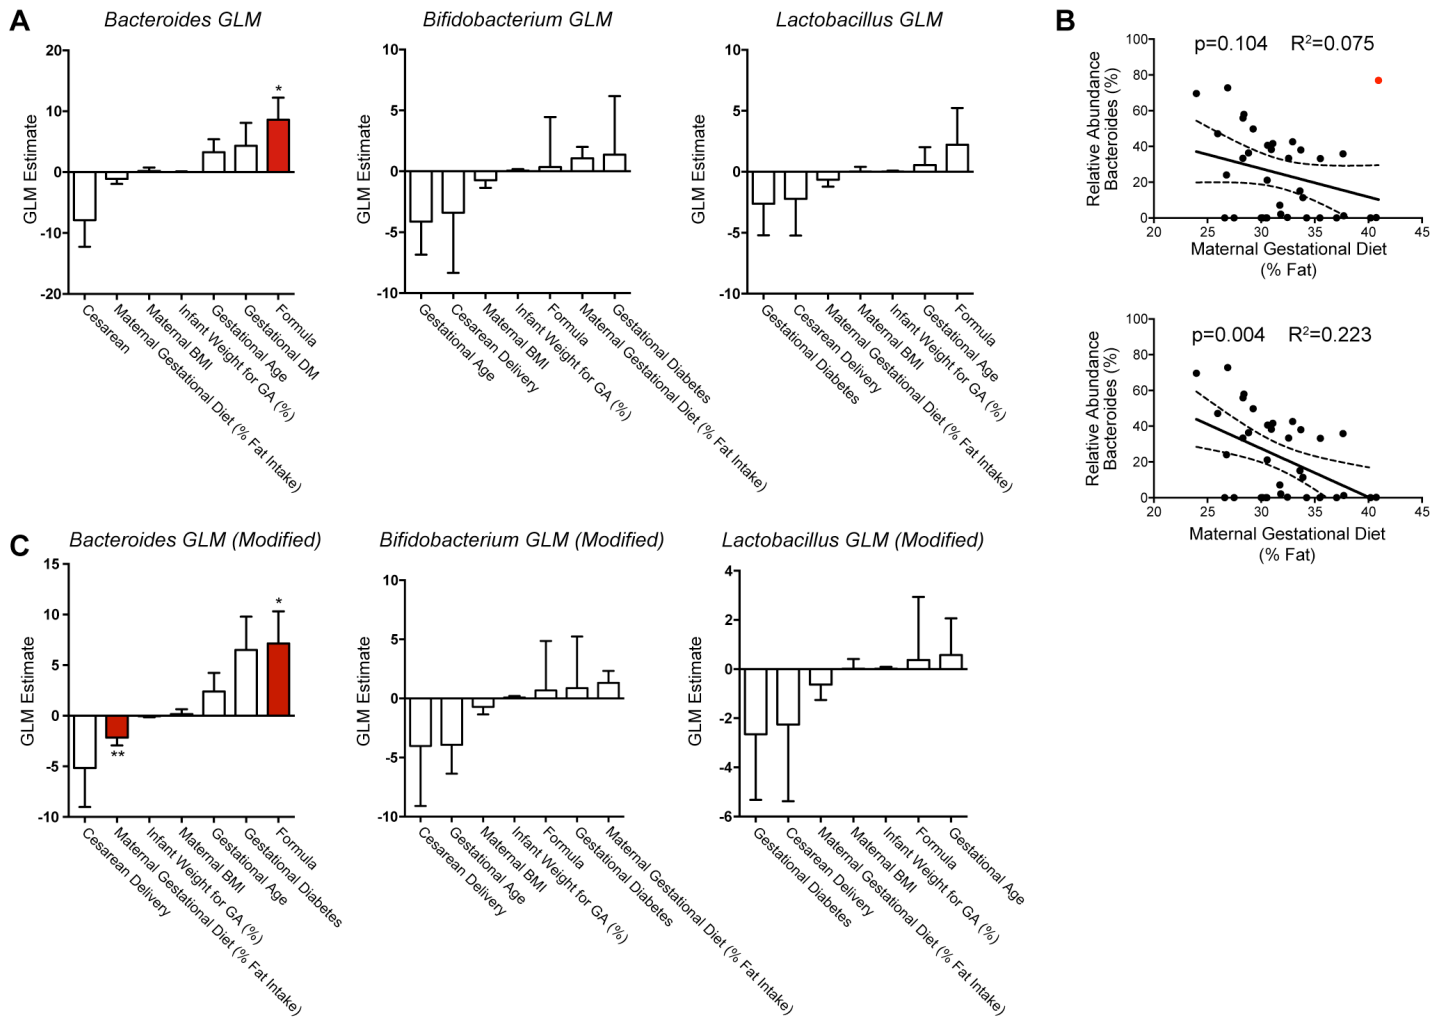 A
Bacteroides GLM
GLM Estimate
20
10
0
-10
-20
*
Cesarean
Maternal Gestational Diet (% Fat Intake)
Maternal BMI
Infant Weight for GA (%)
Gestational Age
Gestational DM
Formula
Bifidobacterium GLM
GLM Estimate
10
5
0
-5
-10
Gestational Age
Cesarean Delivery
Maternal BMI
Infant Weight for GA (%)
Formula
Maternal Gestational Diet (% Fat Intake)
Gestational Diabetes
Lactobacillus GLM
GLM Estimate
10
5
0
-5
-10
Gestational Diabetes
Cesarean Delivery
Maternal Gestational Diet (% Fat Intake)
Maternal BMI
Infant Weight for GA (%)
Gestational Age
Formula
B
p=0.104 R²=0.075
Relative Abundance
Bacteroides (%)
100
80
60
40
20
0
20 25 30 35 40 45
Maternal Gestational Diet
(% Fat)
p=0.004 R²=0.223
Relative Abundance
Bacteroides (%)
100
80
60
40
20
0
20 25 30 35 40 45
Maternal Gestational Diet
(% Fat)
C
Bacteroides GLM (Modified)
GLM Estimate
15
10
5
0
-5
-10
*
**
Cesarean Delivery
Maternal Gestational Diet (% Fat Intake)
Infant Weight for GA (%)
Maternal BMI
Gestational Age
Gestational Diabetes
Formula
Bifidobacterium GLM (Modified)
GLM Estimate
10
5
0
-5
-10
Cesarean Delivery
Gestational Age
Maternal BMI
Infant Weight for GA (%)
Formula
Gestational Diabetes
Maternal Gestational Diet (% Fat Intake)
Lactobacillus GLM (Modified)
GLM Estimate
4
2
0
-2
-4
-6
Gestational Diabetes
Cesarean Delivery
Maternal Gestational Diet (% Fat Intake)
Maternal BMI
Infant Weight for GA (%)
Formula
Gestational Age